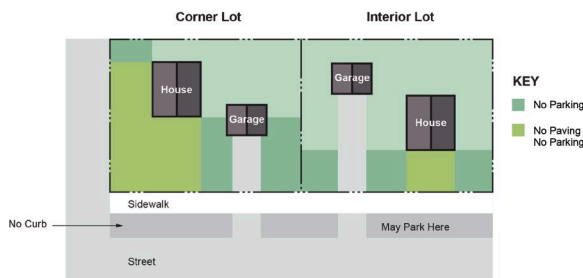 Corner Lot
Interior Lot
House
Garage
Garage
House
KEY
No Parking
No Paving
No Parking
Sidewalk
No Curb
May Park Here
Street